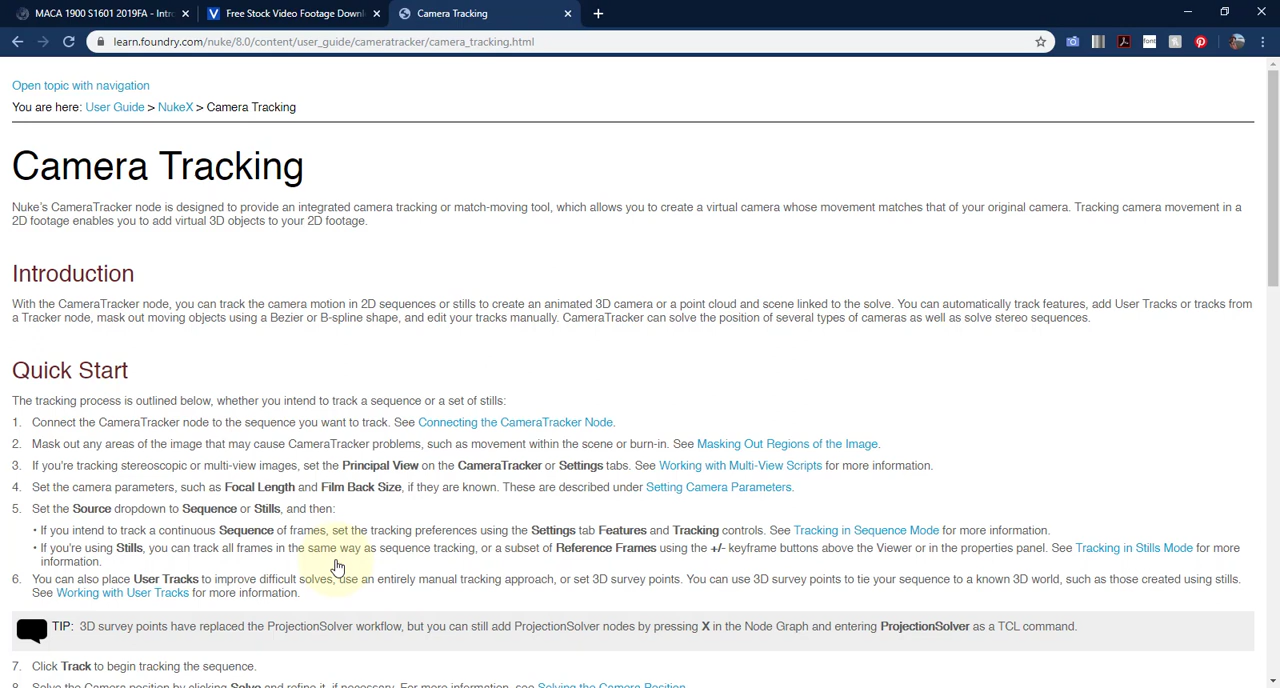 MACA 1900 S1601 2019FA - Intr
Free Stock Video Footage Downl
Camera Tracking
learn.foundry.com/nuke/8.0/content/user_guide/cameratracker/camera_tracking.html
Open topic with navigation
You are here: User Guide > NukeX > Camera Tracking
Camera Tracking
Nuke's CameraTracker node is designed to provide an integrated camera tracking or match-moving tool, which allows you to create a virtual camera whose movement matches that of your original camera. Tracking camera movement in a
2D footage enables you to add virtual 3D objects to your 2D footage.
Introduction
With the CameraTracker node, you can track the camera motion in 2D sequences or stills to create an animated 3D camera or a point cloud and scene linked to the solve. You can automatically track features, add User Tracks or tracks from
a Tracker node, mask out moving objects using a Bezier or B-spline shape, and edit your tracks manually. CameraTracker can solve the position of several types of cameras as well as solve stereo sequences.
Quick Start
The tracking process is outlined below, whether you intend to track a sequence or a set of stills:
1. Connect the CameraTracker node to the sequence you want to track. See Connecting the CameraTracker Node.
2. Mask out any areas of the image that may cause CameraTracker problems, such as movement within the scene or burn-in. See Masking Out Regions of the Image.
3. If you're tracking stereoscopic or multi-view images, set the Principal View on the CameraTracker or Settings tabs. See Working with Multi-View Scripts for more information.
4. Set the camera parameters, such as Focal Length and Film Back Size, if they are known. These are described under Setting Camera Parameters.
5. Set the Source dropdown to Sequence or Stills, and then:
• If you intend to track a continuous Sequence of frames, set the tracking preferences using the Settings tab Features and Tracking controls. See Tracking in Sequence Mode for more information.
• If you're using Stills, you can track all frames in the same way as sequence tracking, or a subset of Reference Frames using the +/- keyframe buttons above the Viewer or in the properties panel. See Tracking in Stills Mode for more
information.
6. You can also place User Tracks to improve difficult solves, use an entirely manual tracking approach, or set 3D survey points. You can use 3D survey points to tie your sequence to a known 3D world, such as those created using stills.
See Working with User Tracks for more information.
TIP: 3D survey points have replaced the ProjectionSolver workflow, but you can still add ProjectionSolver nodes by pressing X in the Node Graph and entering ProjectionSolver as a TCL command.
7. Click Track to begin tracking the sequence.
8. Solve the Camera position by clicking Solve and refine it, if necessary. For more information, see Solving the Camera Position.